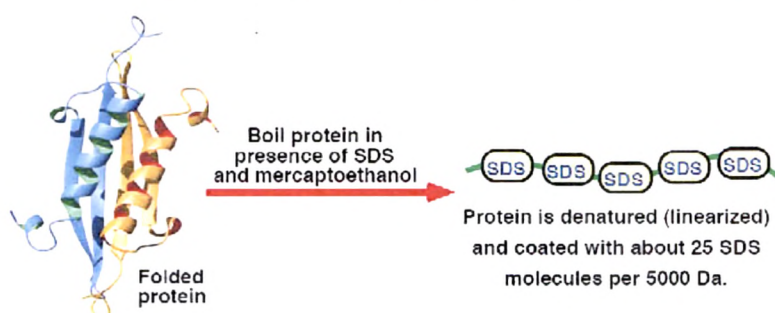 Boil protein in
presence of SDS
and mercaptoethanol
Folded
protein
SDS
SDS
SDS
SDS
SDS
Protein is denatured (linearized)
and coated with about 25 SDS
molecules per 5000 Da.